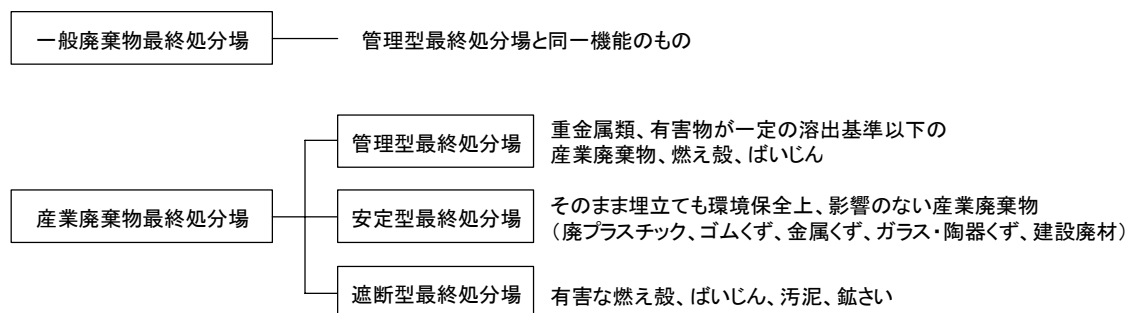 一般廃棄物最終処分場
管理型最終処分場と同一機能のもの
管理型最終処分場
重金属類、有害物が一定の溶出基準以下の
産業廃棄物、燃え殻、ばいじん
産業廃棄物最終処分場
安定型最終処分場
そのまま埋立ても環境保全上、影響のない産業廃棄物
（廃プラスチック、ゴムくず、金属くず、ガラス・陶器くず、建設廃材）
遮断型最終処分場
有害な燃え殻、ばいじん、汚泥、鉱さい